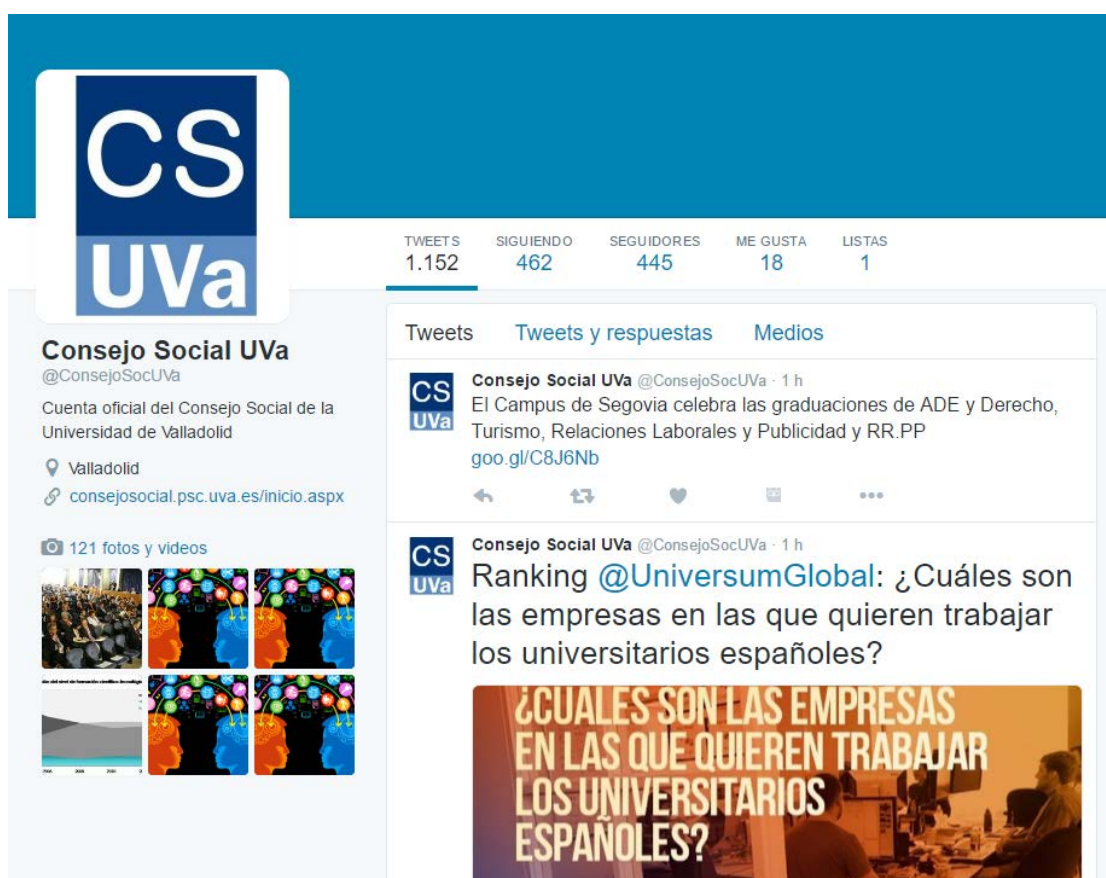 CS
UVa
TWEETS SIGUIENDO SEGUIDORES ME GUSTA LISTAS
1.152 462 445 18 1
Consejo Social UVa
@ConsejoSocUVa
Cuenta oficial del Consejo Social de la
Universidad de Valladolid
Valladolid
consejosocial.psc.uva.es/inicio.aspx
121 fotos y videos
del nivel de formación científico
Tweets Tweets y respuestas Medios
CS
UVa
Consejo Social UVa @ConsejoSocUVa · 1 h
El Campus de Segovia celebra las graduaciones de ADE y Derecho,
Turismo, Relaciones Laborales y Publicidad y RR.PP
goo.gl/C8J6Nb
CS
UVa
Consejo Social UVa @ConsejoSocUVa · 1 h
Ranking @UniversumGlobal: ¿Cuáles son
las empresas en las que quieren trabajar
los universitarios españoles?
¿CUALES SON LAS EMPRESAS
EN LAS QUE QUIEREN TRABAJAR
LOS UNIVERSITARIOS
ESPAÑOLES?